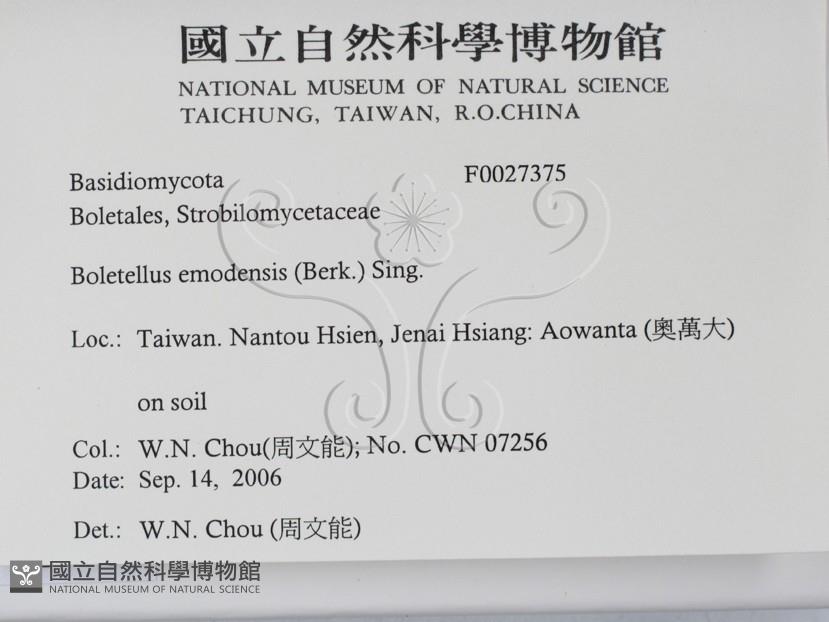 國立自然科學博物館
NATIONAL MUSEUM OF NATURAL SCIENCE
TAICHUNG, TAIWAN, R.O.CHINA
Basidiomycota F0027375
Boletales, Strobilomycetaceae
Boletellus emodensis (Berk.) Sing.
Loc.: Taiwan. Nantou Hsien, Jenai Hsiang: Aowanta (奧萬大)
on soil
Col.: W.N. Chou(周文能); No. CWN 07256
Date: Sep. 14, 2006
Det.: W.N. Chou (周文能)
國立自然科學博物館
NATIONAL MUSEUM OF NATURAL SCIENCE